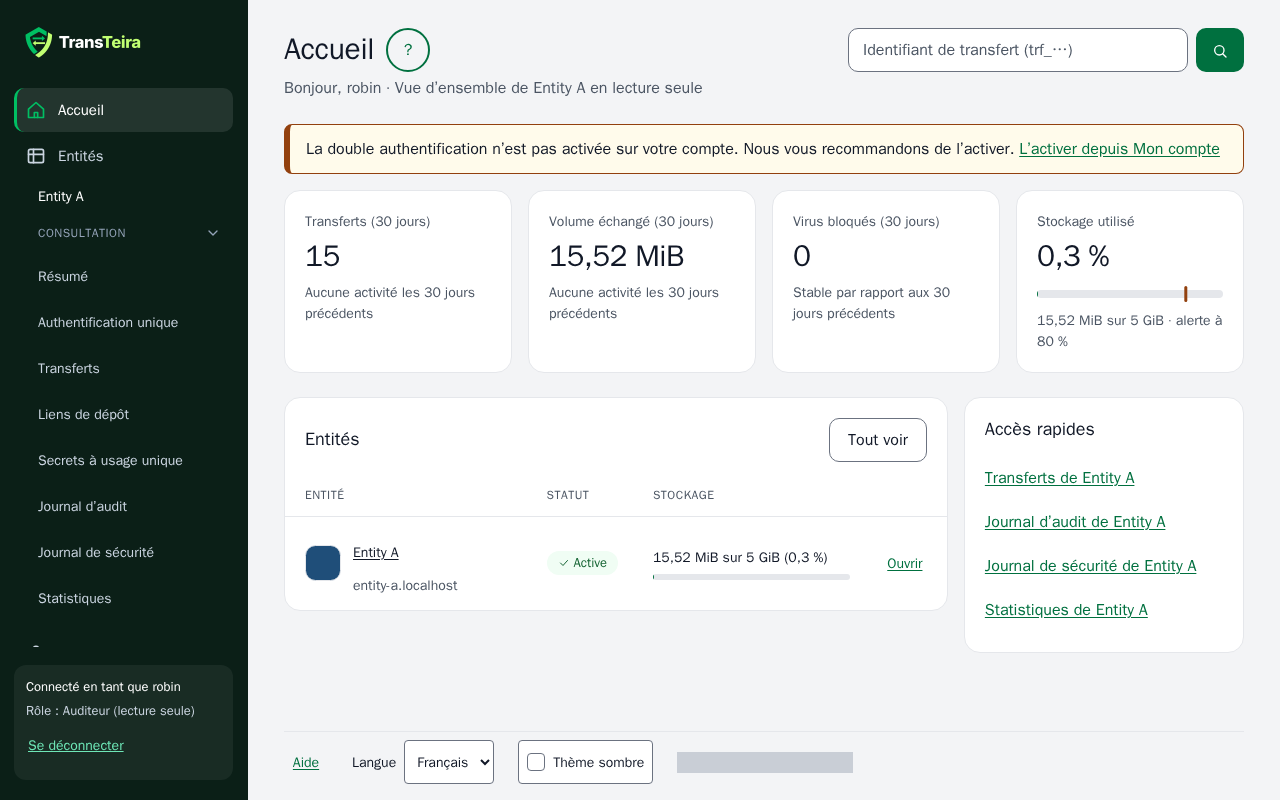 TransTeira
Accueil
Entités
Entity A
CONSULTATION
Résumé
Authentification unique
Transferts
Liens de dépôt
Secrets à usage unique
Journal d'audit
Journal de sécurité
Statistiques
Connecté en tant que robin
Rôle : Auditeur (lecture seule)
Se déconnecter
Accueil ?
Identifiant de transfert (trf_…)
Bonjour, robin · Vue d'ensemble de Entity A en lecture seule
La double authentification n'est pas activée sur votre compte. Nous vous recommandons de l'activer. L'activer depuis Mon compte
Transferts (30 jours)
15
Aucune activité les 30 jours
précédents
Volume échangé (30 jours)
15,52 MiB
Aucune activité les 30 jours
précédents
Virus bloqués (30 jours)
0
Stable par rapport aux 30
jours précédents
Stockage utilisé
0,3 %
15,52 MiB sur 5 GiB · alerte à
80 %
Entités
Tout voir
ENTITÉ STATUT STOCKAGE
Entity A
entity-a.localhost
Active
15,52 MiB sur 5 GiB (0,3 %)
Ouvrir
Accès rapides
Transferts de Entity A
Journal d'audit de Entity A
Journal de sécurité de Entity A
Statistiques de Entity A
Aide Langue Français Thème sombre